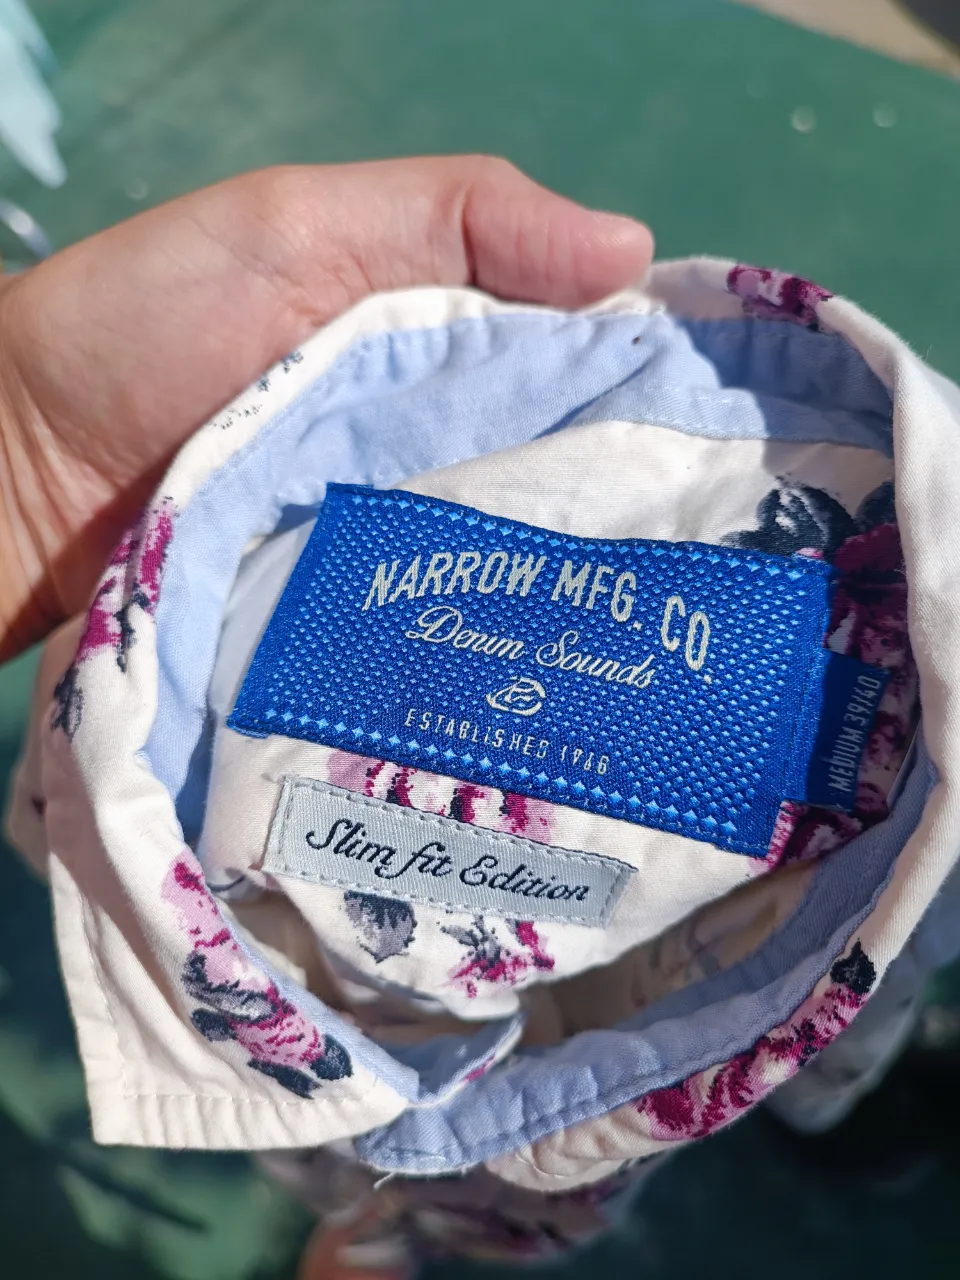 NARROW MFG. CO.
Denim Sounds
ESTABLISHED 1946
MEDIUM 39/40
Slim fit Edition